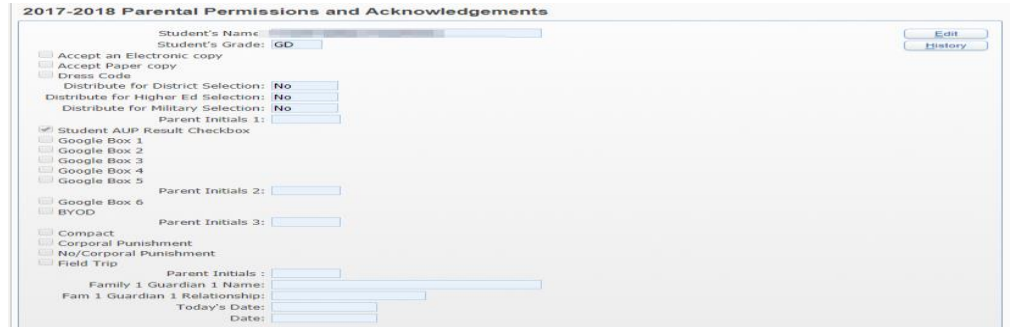 2017-2018 Parental Permissions and Acknowledgements
Student's Name
Edit
Student's Grade: GD
History
Accept an Electronic copy
Accept Paper copy
Dress Code
Distribute for District Selection: No
Distribute for Higher Ed Selection: No
Distribute for Military Selection: No
Parent Initials 1:
Student AUP Result Checkbox
Google Box 1
Google Box 2
Google Box 3
Google Box 4
Google Box 5
Parent Initials 2:
Google Box 6
BYOD
Parent Initials 3:
Compact
Corporal Punishment
No/Corporal Punishment
Field Trip
Parent Initials :
Family 1 Guardian 1 Name:
Fam 1 Guardian 1 Relationship:
Today's Date:
Date: